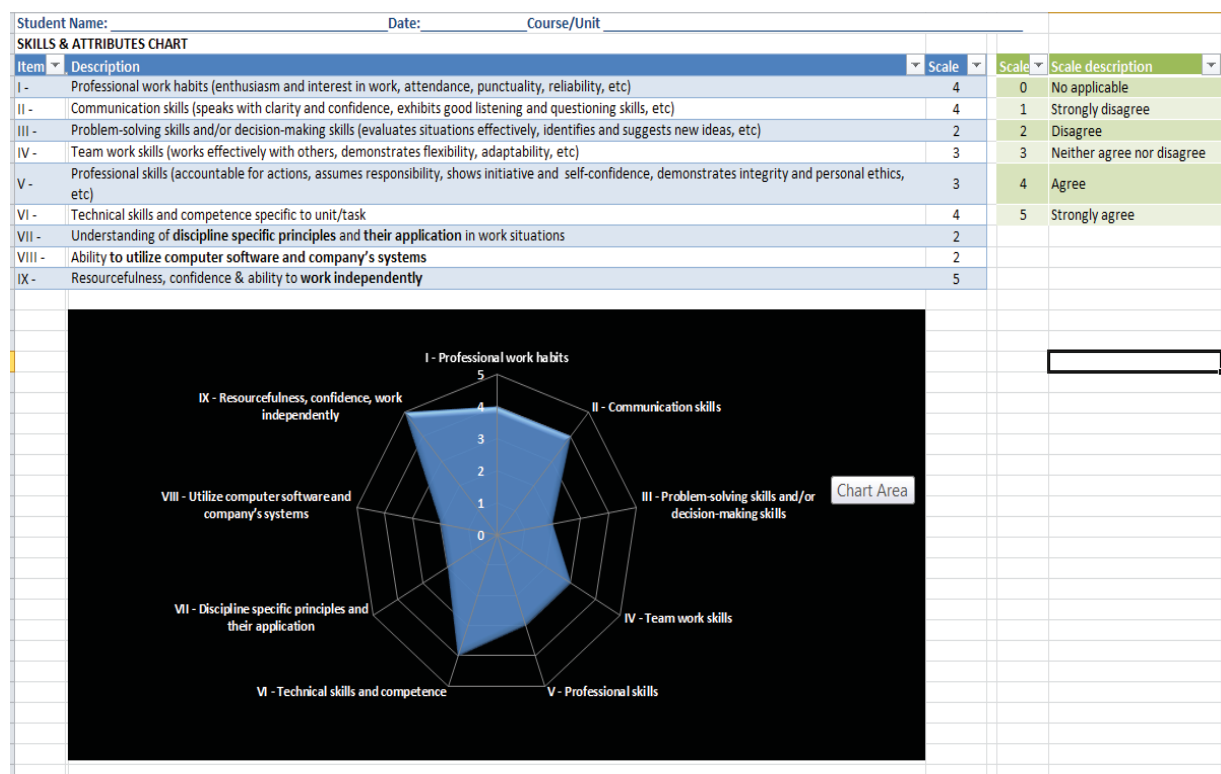 Student Name: Date: Course/Unit
SKILLS & ATTRIBUTES CHART
Item Description Scale Scale Scale description
I - Professional work habits (enthusiasm and interest in work, attendance, punctuality, reliability, etc) 4 0 No applicable
II - Communication skills (speaks with clarity and confidence, exhibits good listening and questioning skills, etc) 4 1 Strongly disagree
III - Problem-solving skills and/or decision-making skills (evaluates situations effectively, identifies and suggests new ideas, etc) 2 2 Disagree
IV - Team work skills (works effectively with others, demonstrates flexibility, adaptability, etc) 3 3 Neither agree nor disagree
V - Professional skills (accountable for actions, assumes responsibility, shows initiative and self-confidence, demonstrates integrity and personal ethics, 3 4 Agree
etc)
VI - Technical skills and competence specific to unit/task 4 5 Strongly agree
VII - Understanding of discipline specific principles and their application in work situations 2
VIII - Ability to utilize computer software and company's systems 2
IX - Resourcefulness, confidence & ability to work independently 5
I - Professional work habits
5
IX - Resourcefulness, confidence, work
independently
4
II - Communication skills
3
2
VIII - Utilize computer software and
company's systems
III - Problem-solving skills and/or
decision-making skills
Chart Area
1
0
VII - Discipline specific principles and
their application
IV - Team work skills
VI - Technical skills and competence
V - Professional skills